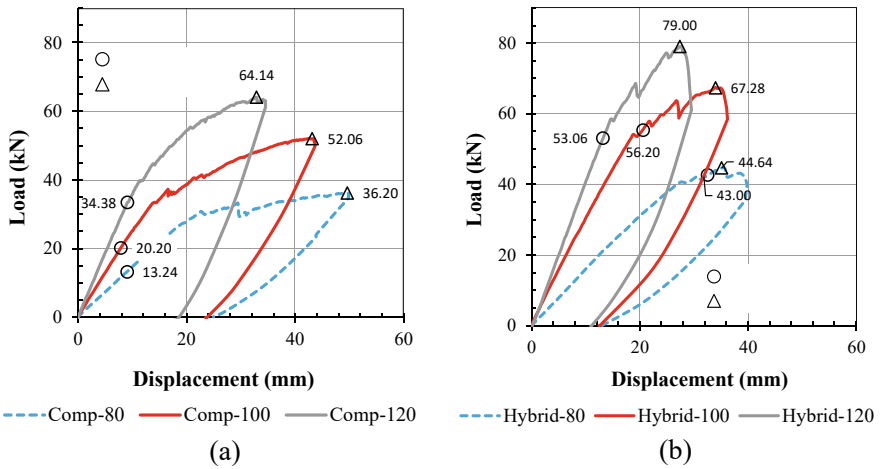 90
80
60
40
20
0
0 20 40 60
Load (kN)
Displacement (mm)
64.14
52.06
36.20
34.38
20.20
13.24
Comp-80 Comp-100 Comp-120
(a)
90
80
60
40
20
0
0 20 40 60
Load (kN)
Displacement (mm)
79.00
67.28
53.06
56.20
44.64
43.00
Hybrid-80 Hybrid-100 Hybrid-120
(b)